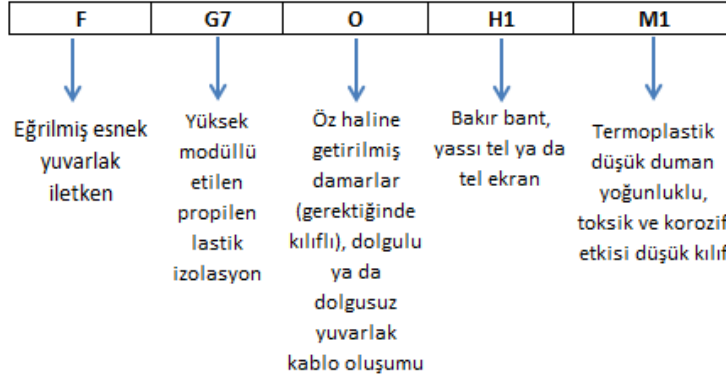 F G7 O H1 M1
Eğrilmiş esnek
yuvarlak
iletken
Yüksek
modüllü
etilen
propilen
lastik
izolasyon
Öz haline
getirilmiş
damarlar
(gerektiğinde
kılıflı), dolgulu
ya da
dolgusuz
yuvarlak
kablo oluşumu
Bakır bant,
yassı tel ya da
tel ekran
Termoplastik
düşük duman
yoğunluklu,
toksik ve korozif
etkisi düşük kılıf